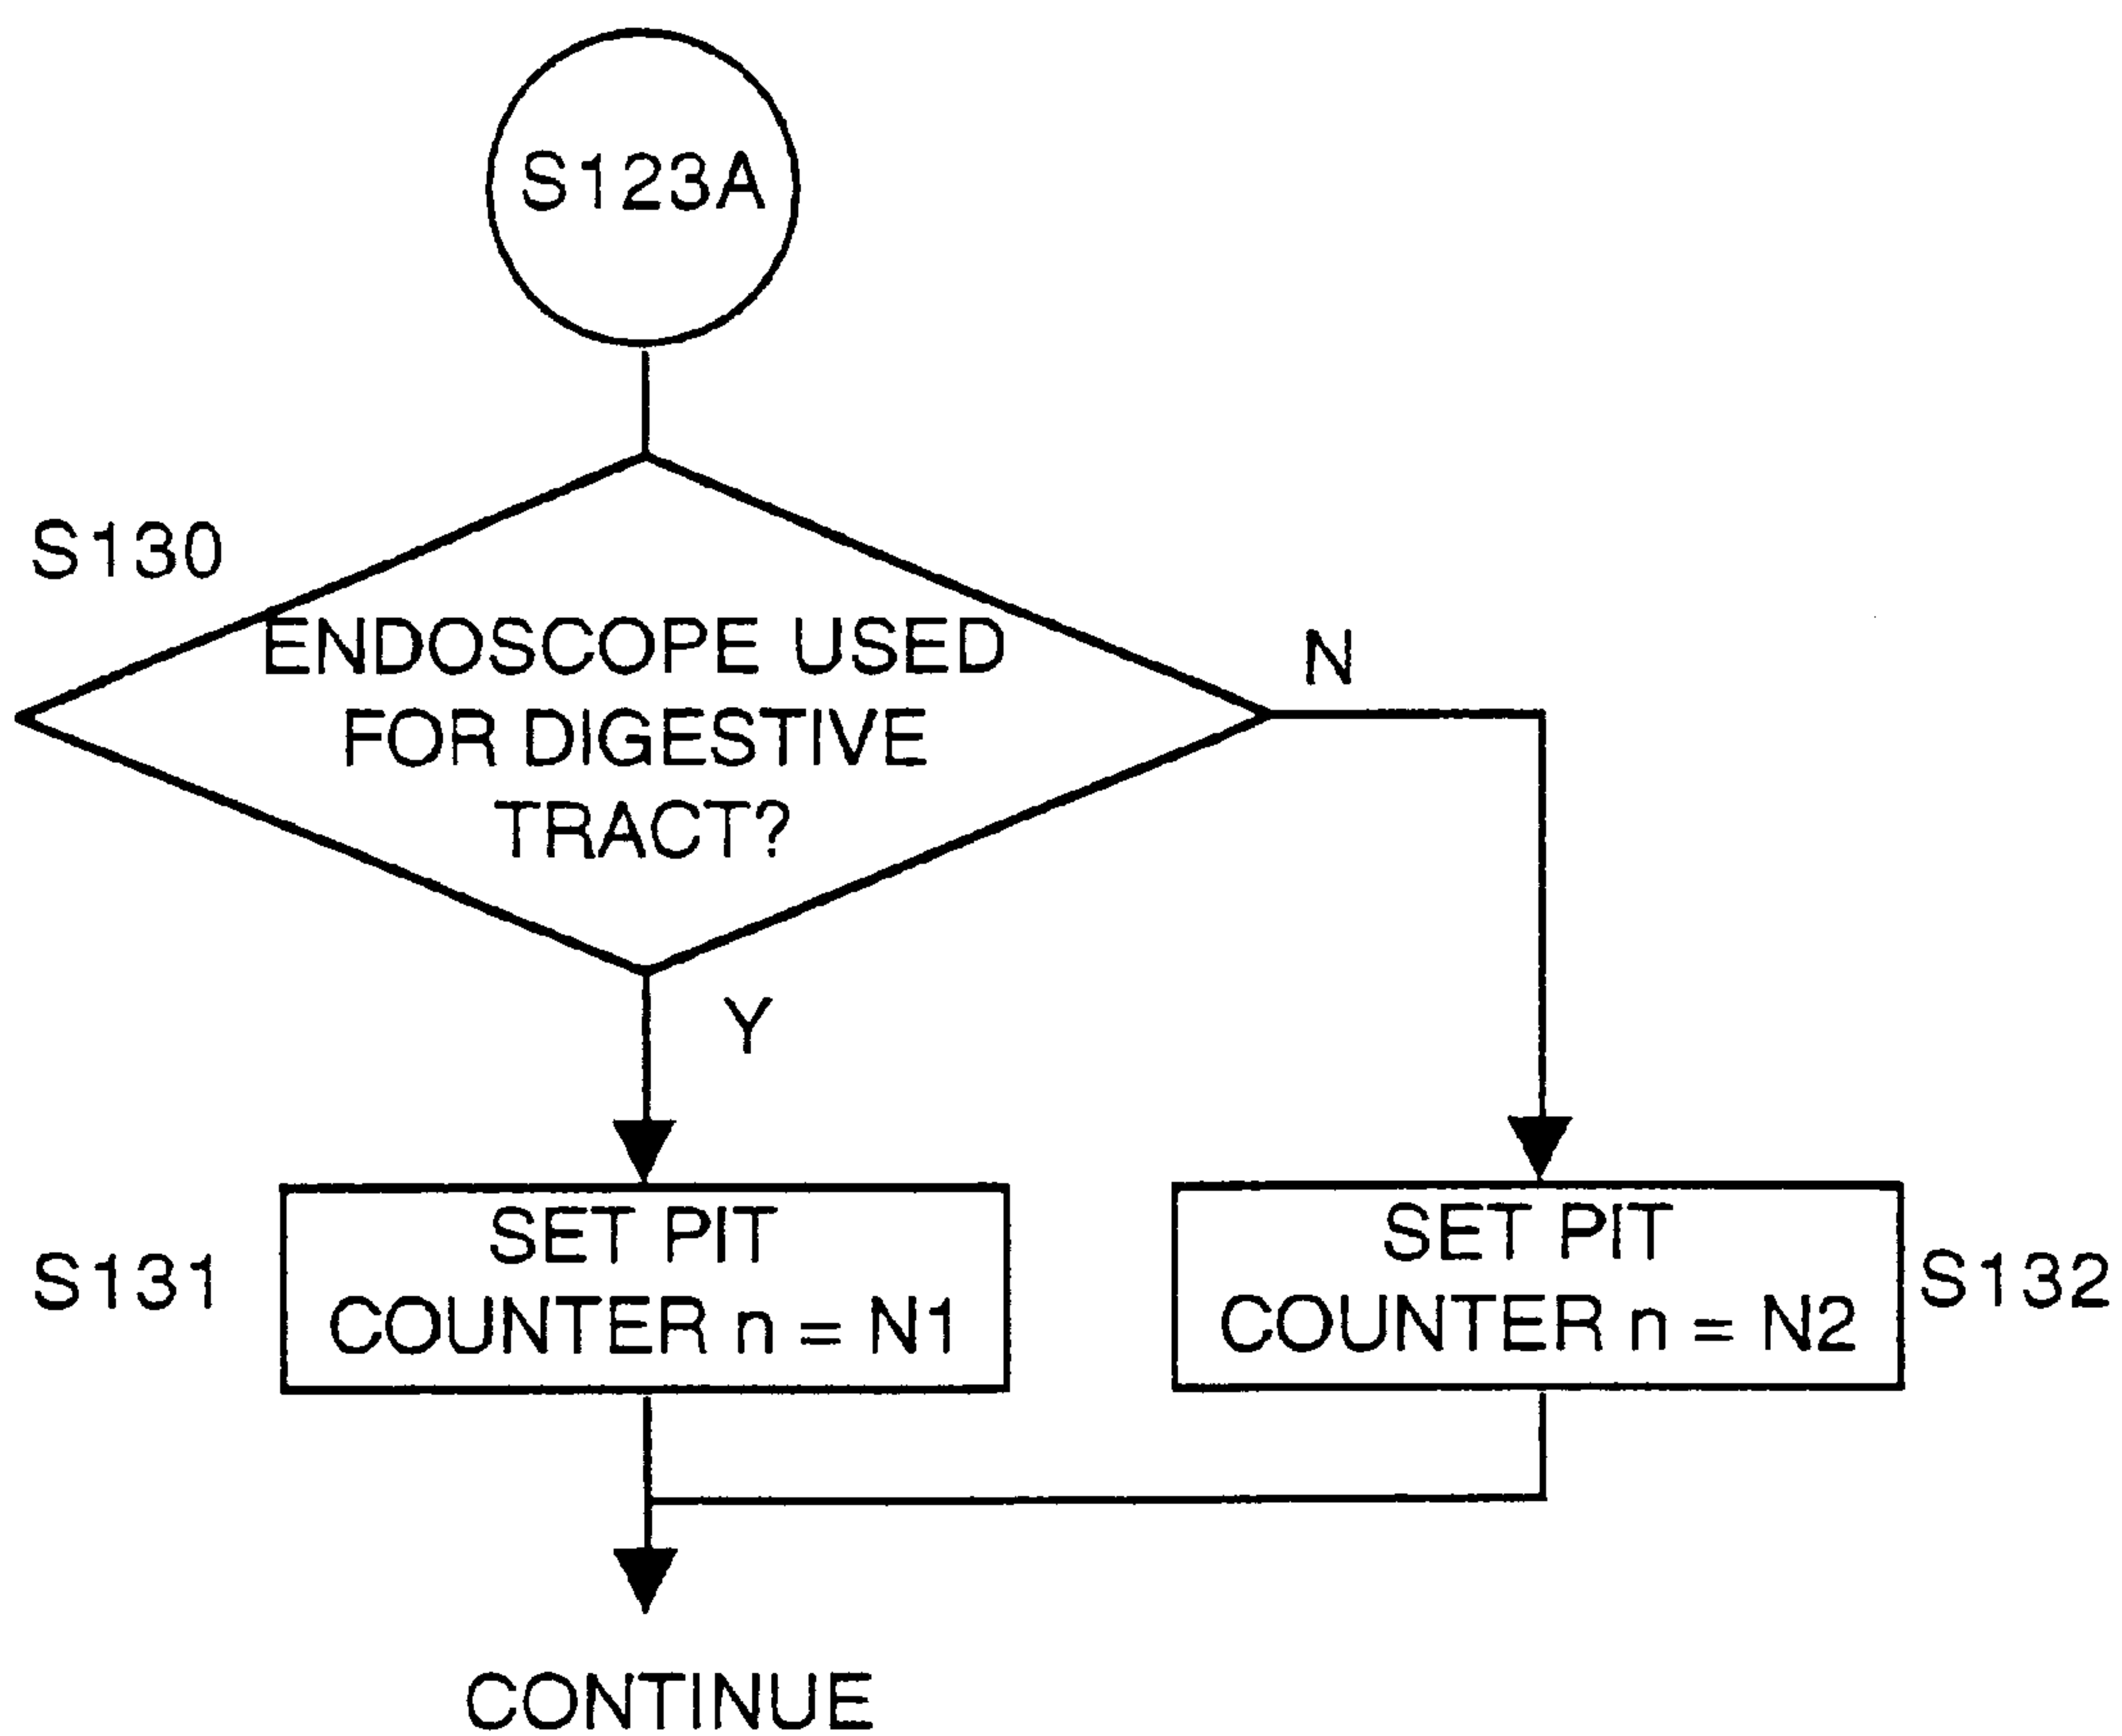 S123A
S130
ENDOSCOPE USED
FOR DIGESTIVE
TRACT?
N
Y
S131
SET PIT
COUNTER n = N1
SET PIT
COUNTER n = N2
S132
CONTINUE